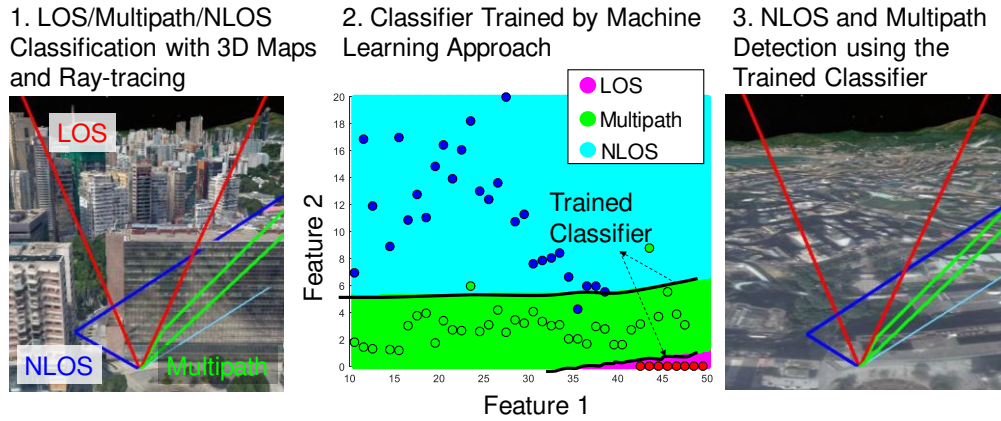 1. LOS/Multipath/NLOS
Classification with 3D Maps
and Ray-tracing
LOS
NLOS
Multipath
2. Classifier Trained by Machine
Learning Approach
LOS
Multipath
NLOS
Trained
Classifier
Feature 2
20
18
16
14
12
10
8
6
4
2
0
10
15
20
25
30
35
40
45
50
Feature 1
3. NLOS and Multipath
Detection using the
Trained Classifier